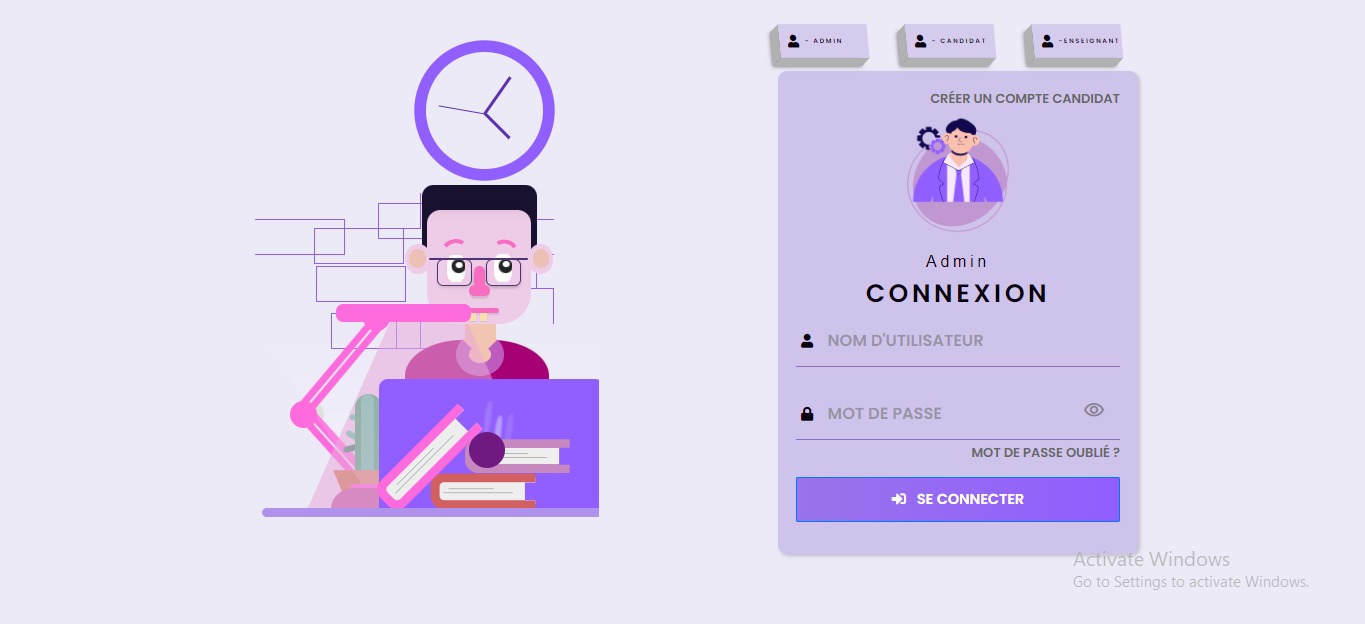 - ADMIN
- CANDIDAT
-ENSEIGNANT
CRÉER UN COMPTE CANDIDAT
Admin
CONNEXION
NOM D'UTILISATEUR
MOT DE PASSE
MOT DE PASSE OUBLIÉ ?
SE CONNECTER
Activate Windows
Go to Settings to activate Windows.